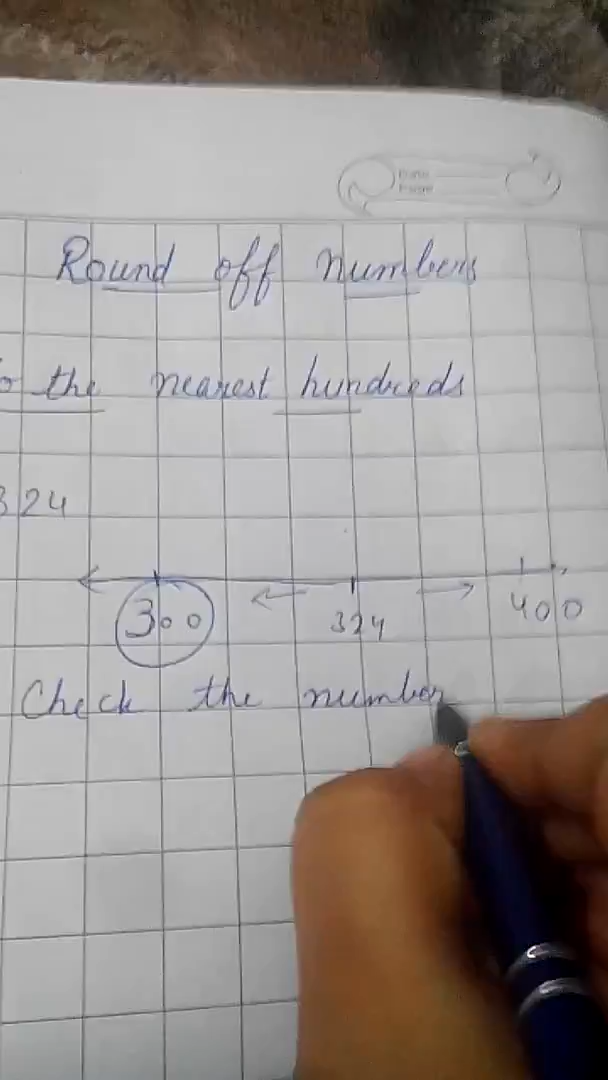 Round off numbers
the nearest hundreds
324
300 324 400
Check the number